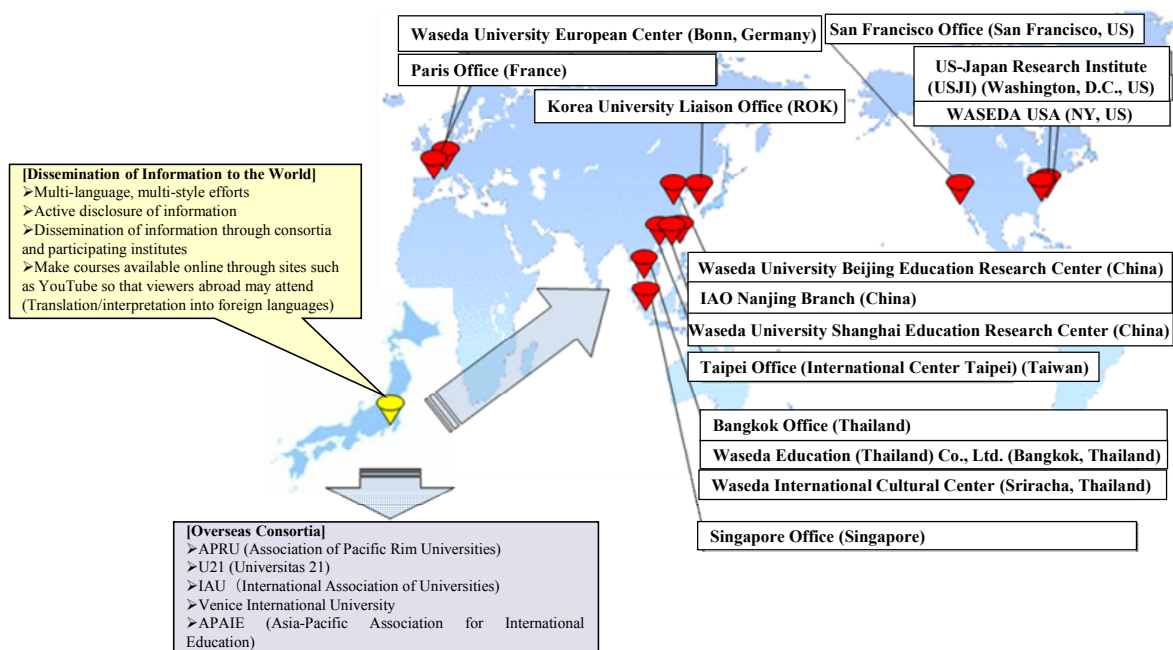 Waseda University European Center (Bonn, Germany)
San Francisco Office (San Francisco, US)
Paris Office (France)
US-Japan Research Institute
(USJI) (Washington, D.C., US)
Korea University Liaison Office (ROK)
WASEDA USA (NY, US)
[Dissemination of Information to the World]
➢Multi-language, multi-style efforts
➢Active disclosure of information
➢Dissemination of information through consortia
and participating institutes
➢Make courses available online through sites such
as YouTube so that viewers abroad may attend
(Translation/interpretation into foreign languages)
Waseda University Beijing Education Research Center (China)
IAO Nanjing Branch (China)
Waseda University Shanghai Education Research Center (China)
Taipei Office (International Center Taipei) (Taiwan)
Bangkok Office (Thailand)
Waseda Education (Thailand) Co., Ltd. (Bangkok, Thailand)
Waseda International Cultural Center (Sriracha, Thailand)
Singapore Office (Singapore)
[Overseas Consortia]
➢APRU (Association of Pacific Rim Universities)
➢U21 (Universitas 21)
➢IAU（International Association of Universities)
➢Venice International University
➢APAIE (Asia-Pacific Association for International
Education)